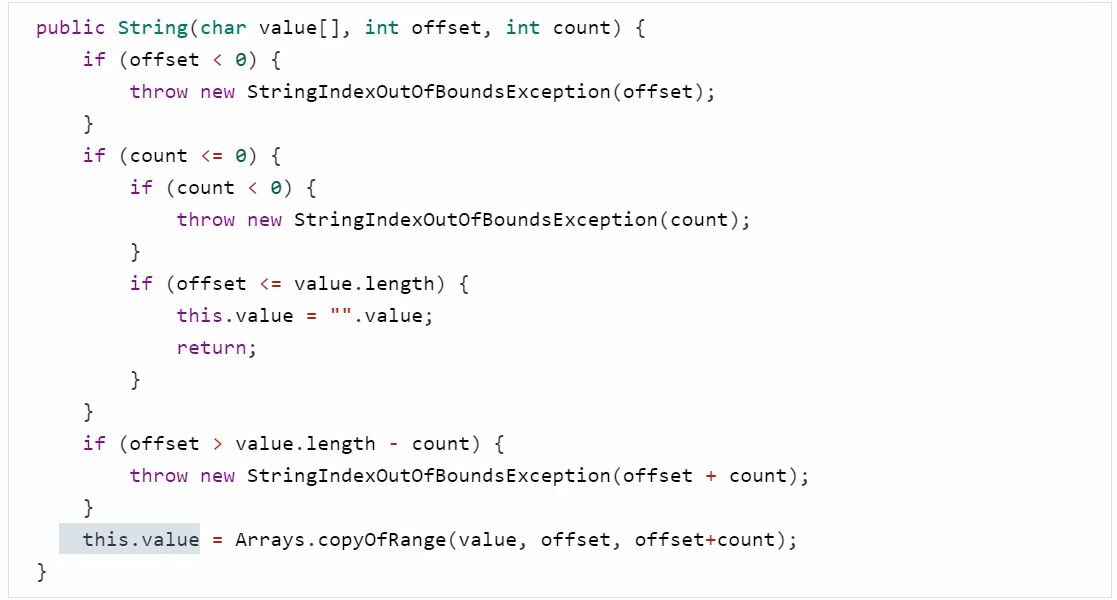 public String(char value[], int offset, int count) {
    if (offset < 0) {
        throw new StringIndexOutOfBoundsException(offset);
    }
    if (count <= 0) {
        if (count < 0) {
            throw new StringIndexOutOfBoundsException(count);
        }
        if (offset <= value.length) {
            this.value = "".value;
            return;
        }
    }
    if (offset > value.length - count) {
        throw new StringIndexOutOfBoundsException(offset + count);
    }
    this.value = Arrays.copyOfRange(value, offset, offset+count);
}